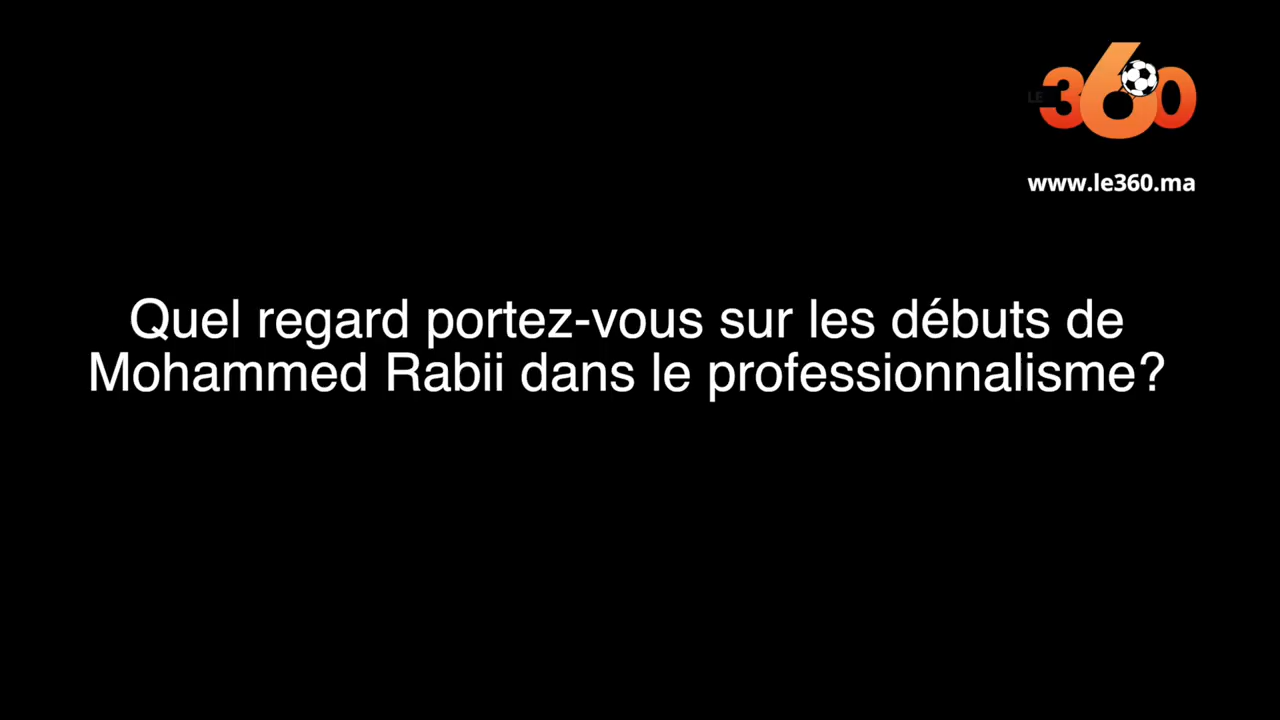 LE 360
www.le360.ma
Quel regard portez-vous sur les débuts de
Mohammed Rabii dans le professionnalisme?